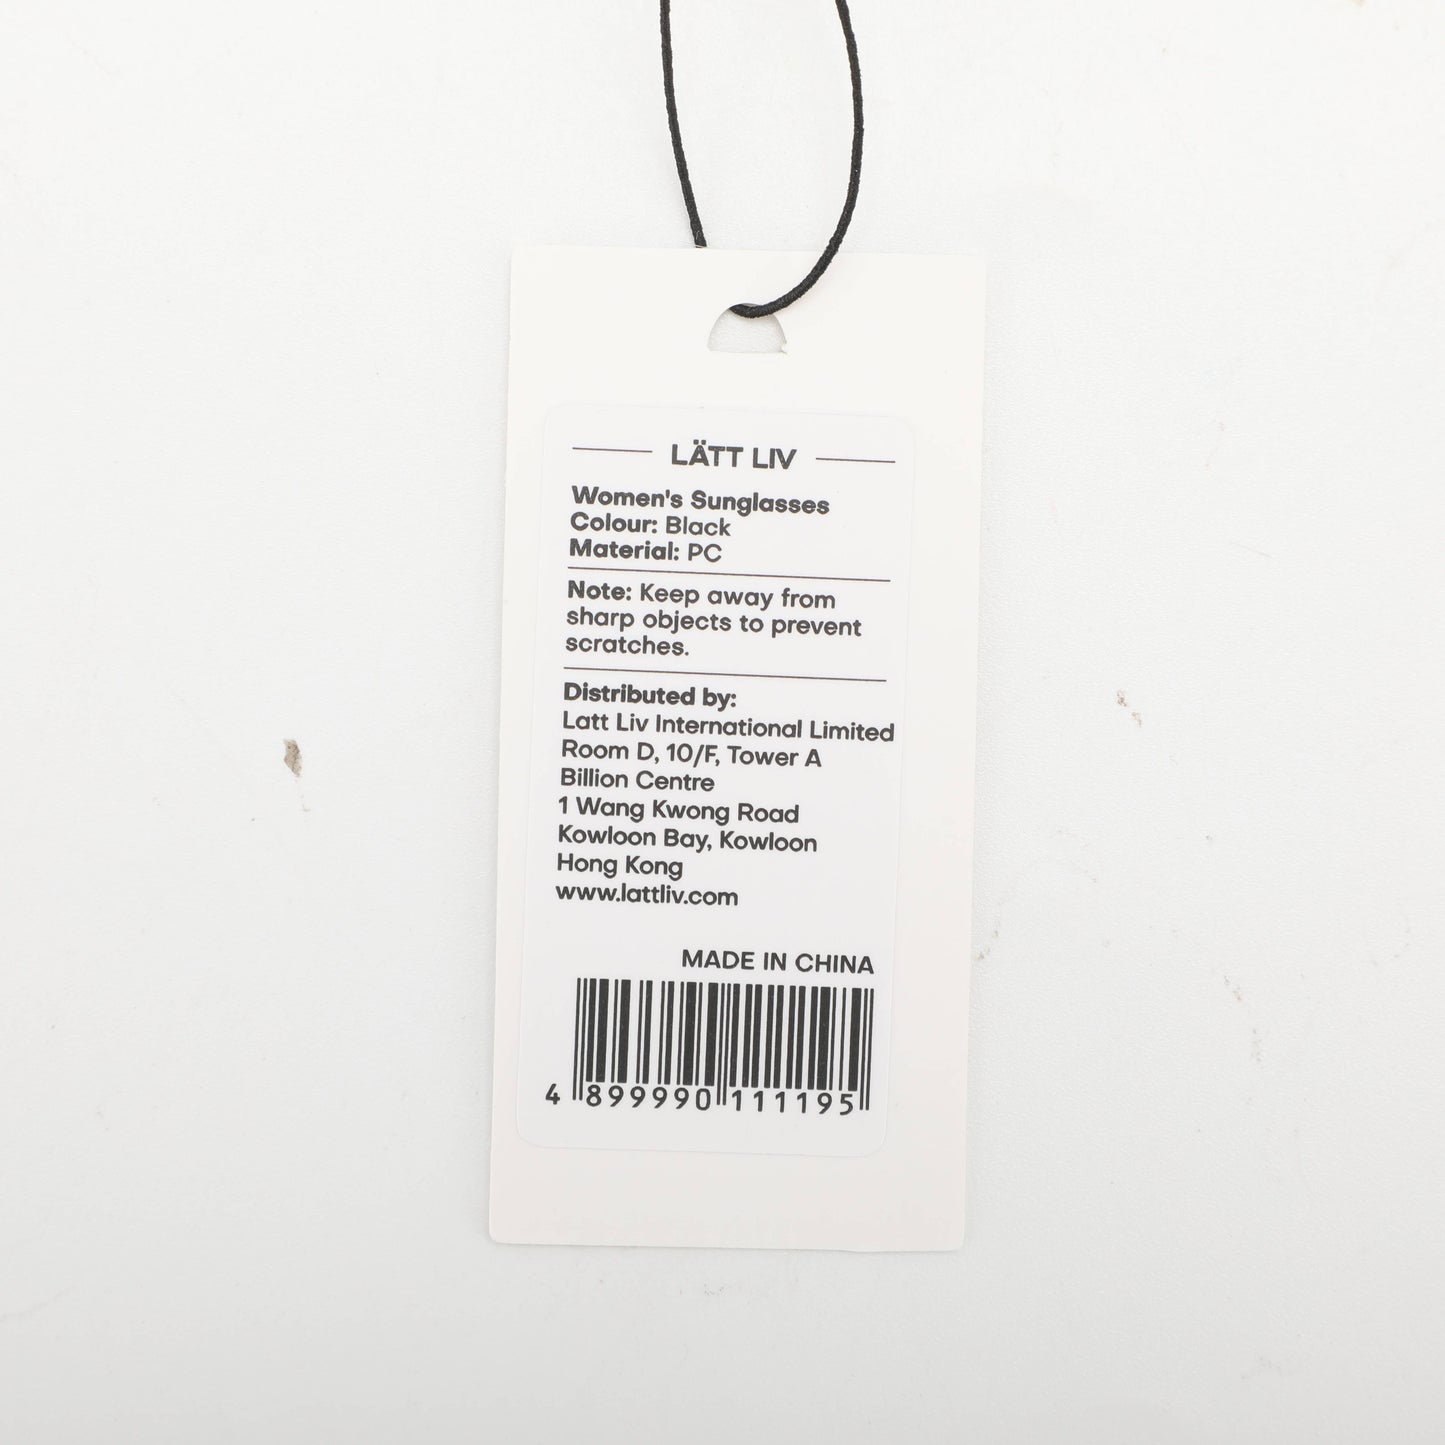 LÄTT LIV
Women's Sunglasses
Colour: Black
Material: PC
Note: Keep away from
sharp objects to prevent
scratches.
Distributed by:
Latt Liv International Limited
Room D, 10/F, Tower A
Billion Centre
1 Wang Kwong Road
Kowloon Bay, Kowloon
Hong Kong
www.lattliv.com
MADE IN CHINA
4 899990 111195